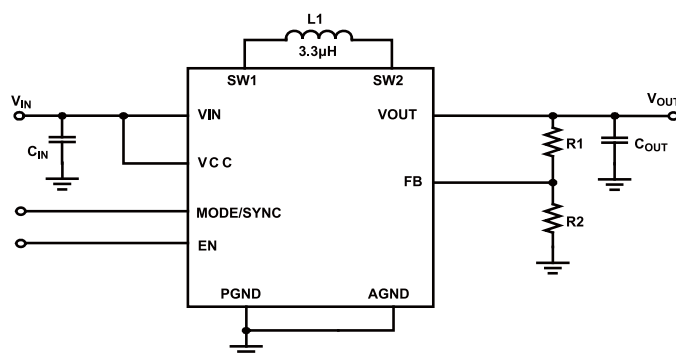 L1
3.3µH
SW1
SW2
VIN
VIN
VOUT
VOUT
CIN
VCC
R1
COUT
FB
MODE/SYNC
R2
EN
PGND
AGND